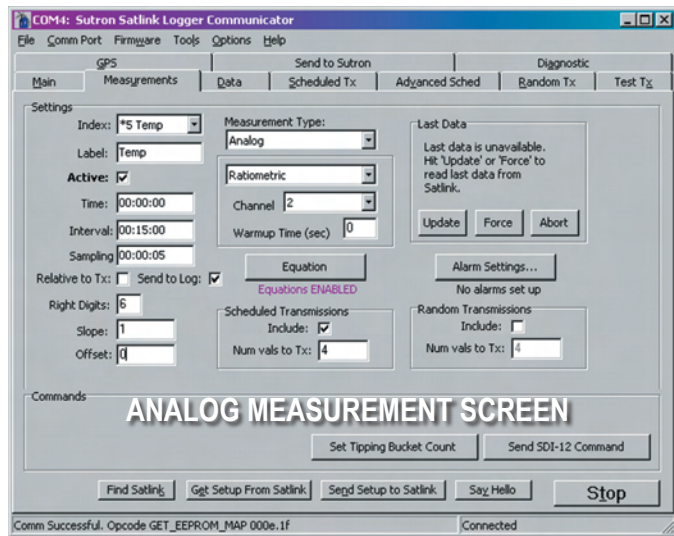 COM4: Sutron Satlink Logger Communicator
File Comm Port Firmware Tools Options Help
GPS Send to Sutron Diagnostic
Main Measurements Data Scheduled Tx Advanced Sched Random Tx Test Tx
Settings
Index: *5 Temp
Label: Temp
Active:
Time: 00:00:00
Interval: 00:15:00
Sampling 00:00:05
Relative to Tx: Send to Log:
Right Digits: 6
Slope: 1
Offset: 0
Measurement Type:
Analog
Ratiometric
Channel 2
Warmup Time (sec) 0
Equation
Equations ENABLED
Scheduled Transmissions
Include:
Num vals to Tx: 4
Last Data
Last data is unavailable.
Hit 'Update' or 'Force' to
read last data from
Satlink.
Update Force Abort
Alarm Settings...
No alarms set up
Random Transmissions
Include:
Num vals to Tx: 4
Commands
ANALOG MEASUREMENT SCREEN
Set Tipping Bucket Count Send SDI-12 Command
Find Satlink Get Setup From Satlink Send Setup to Satlink Say Hello Stop
Comm Successful. Opcode GET_EEPROM_MAP 000e.1f Connected